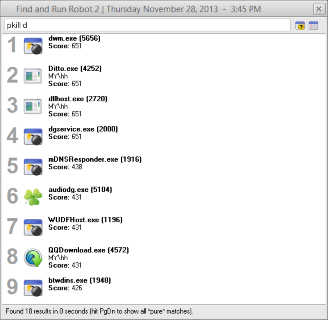 Find and Run Robot 2 | Thursday November 28, 2013 - 3:45 PM
pkill d
1 dwm.exe (5656)
Score: 651
2 Ditto.exe (4252)
MY\hh
Score: 651
3 dllhost.exe (2720)
MY\hh
Score: 651
4 dgservice.exe (2000)
Score: 651
5 mDNSResponder.exe (1916)
Score: 438
6 audiodg.exe (5104)
Score: 431
7 WUDFHost.exe (1196)
Score: 431
8 QQDownload.exe (4572)
MY\hh
Score: 431
9 btwdins.exe (1948)
Score: 426
Found 18 results in 0 seconds (hit PgDn to show all *pure* matches).